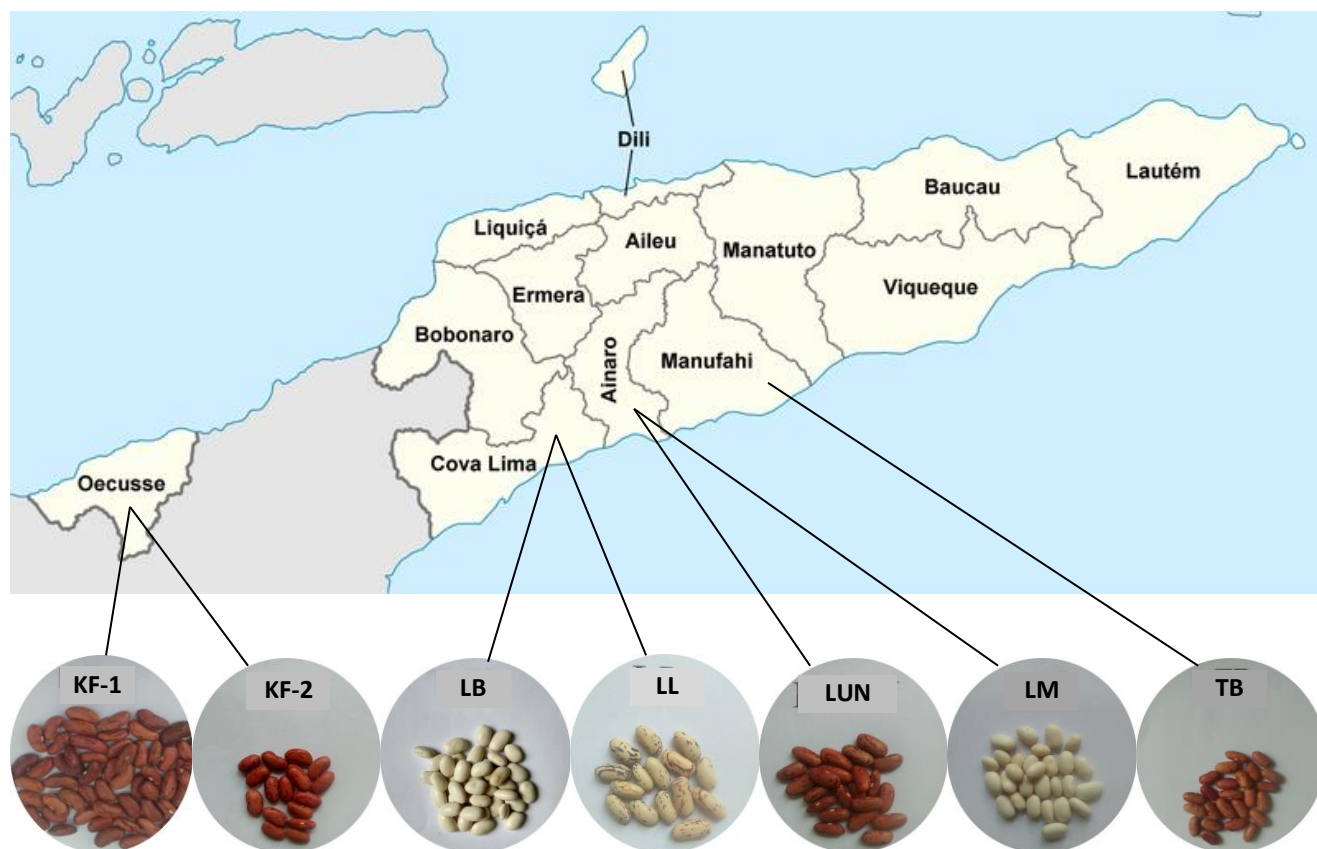 Dili
Lautém
Baucau
Liquiçá
Aileu
Manatuto
Viqueque
Ermera
Bobonaro
Ainaro
Manufahi
Cova Lima
Oecusse
KF-1
KF-2
LB
LL
LUN
LM
TB